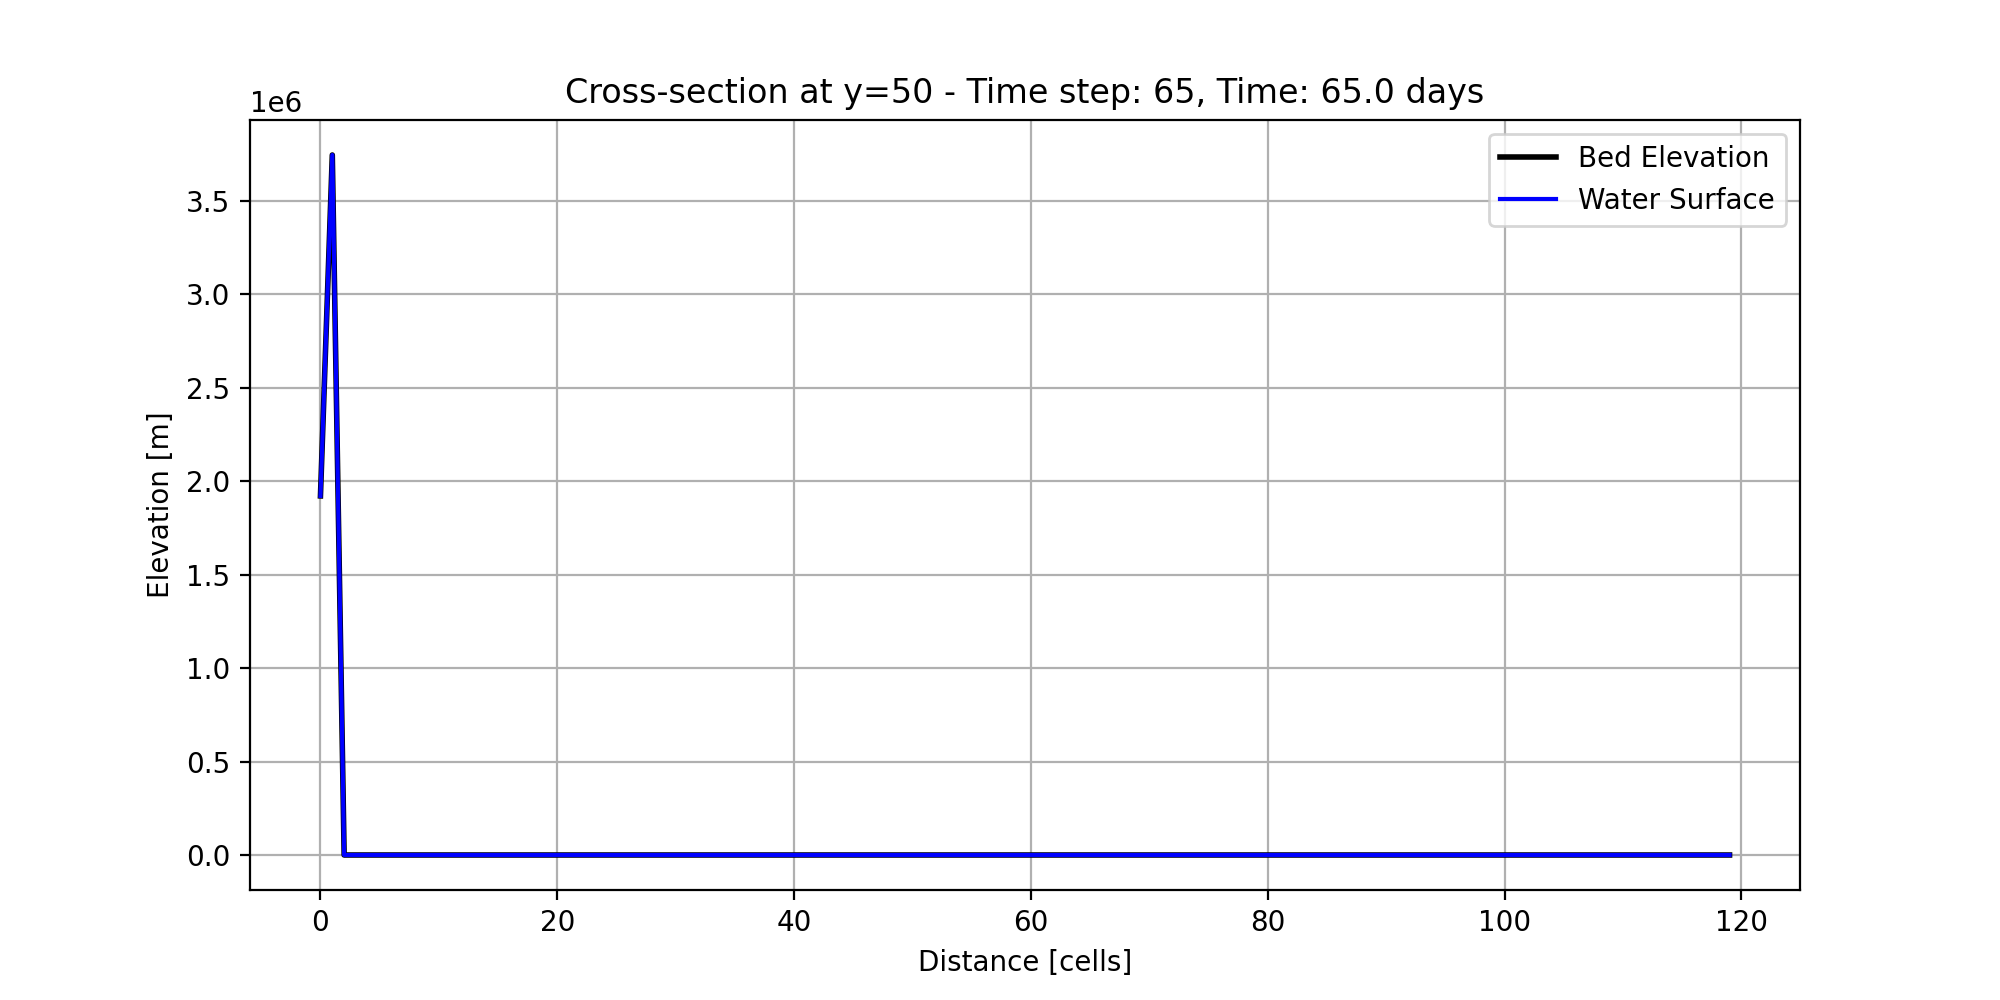 Cross-section at y=50 - Time step: 65, Time: 65.0 days
1e6
Bed Elevation
Water Surface
3.5
3.0
2.5
2.0
1.5
1.0
0.5
0.0
Elevation [m]
0 20 40 60 80 100 120
Distance [cells]